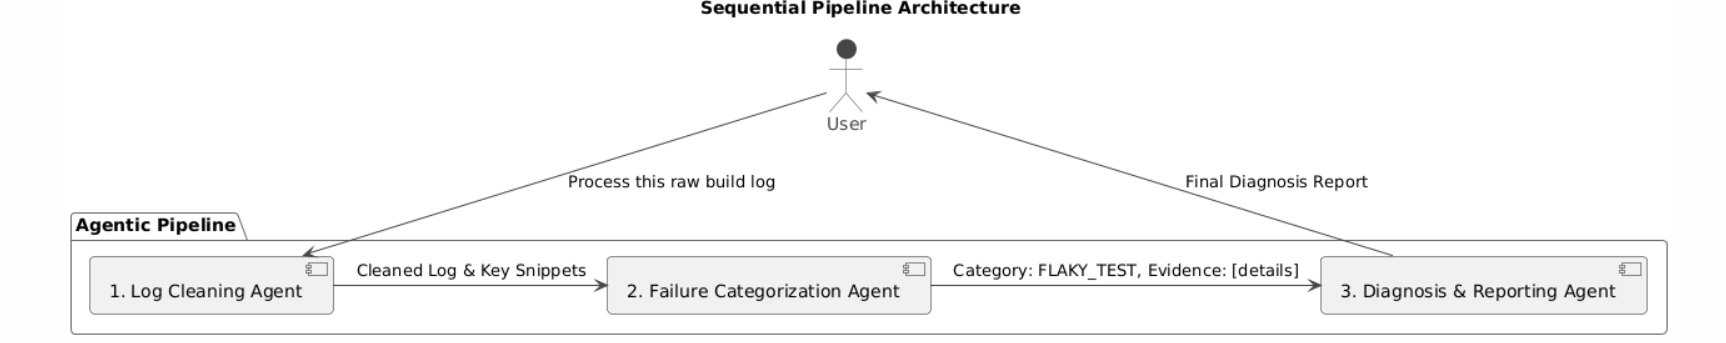 Sequential Pipeline Architecture
User
Process this raw build log
Final Diagnosis Report
Agentic Pipeline
1. Log Cleaning Agent
Cleaned Log & Key Snippets
2. Failure Categorization Agent
Category: FLAKY_TEST, Evidence: [details]
3. Diagnosis & Reporting Agent